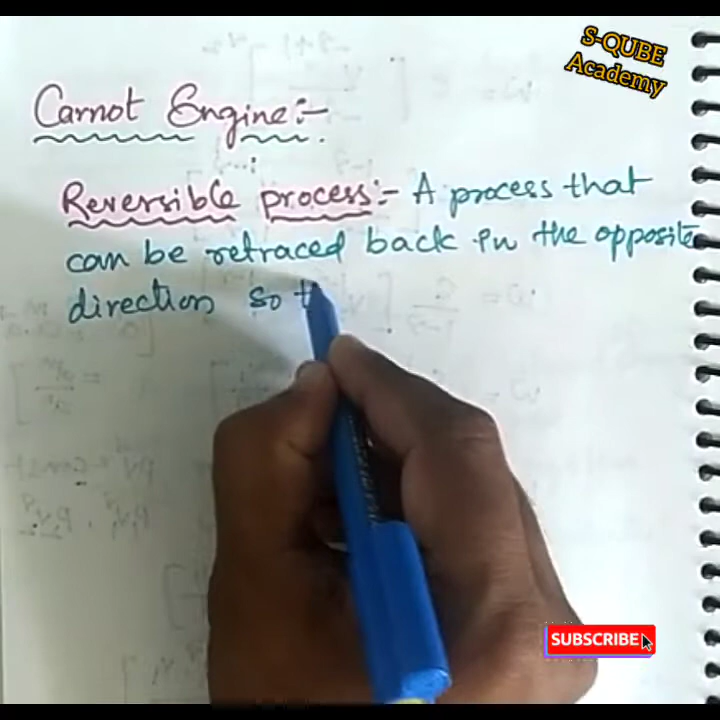 S-QUBE
Academy
Carnot Engine:-
Reversible process:- A process that
can be retraced back in the opposite
direction so t
SUBSCRIBE